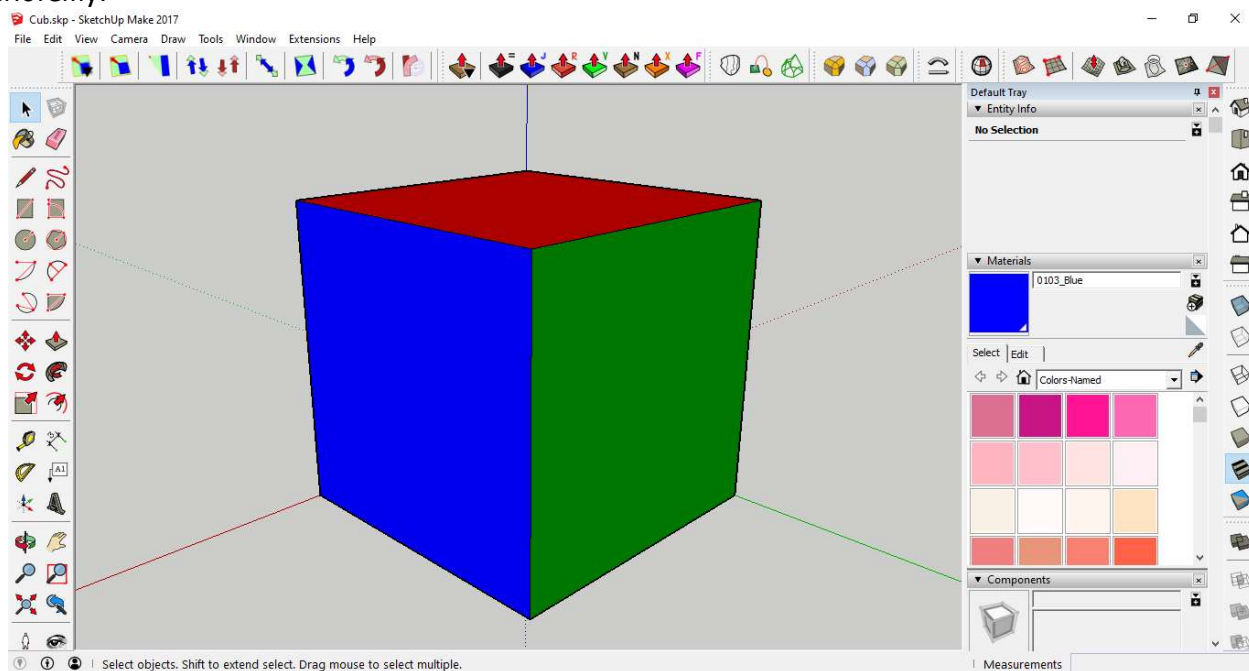 Cub.skp - SketchUp Make 2017
File Edit View Camera Draw Tools Window Extensions Help
Default Tray
Entity Info
No Selection
Materials
0103_Blue
Select Edit
Colors-Named
A1
Components
Select objects. Shift to extend select. Drag mouse to select multiple.
Measurements